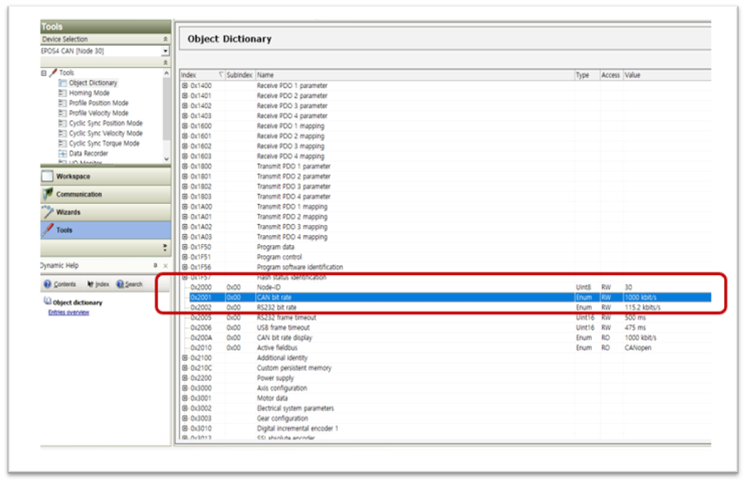 Tools
Device Selection
EPOS4 CAN [Node 30]
Tools
Object Dictionary
Homing Mode
Profile Position Mode
Profile Velocity Mode
Cyclic Sync Position Mode
Cyclic Sync Velocity Mode
Cyclic Sync Torque Mode
Data Recorder
I/O Monitor
Workspace
Communication
Wizards
Tools
Dynamic Help
Contents Index Search
Object dictionary
Entries overview
Object Dictionary
Index Subindex Name Type Access Value
0x1400 Receive PDO 1 parameter
0x1401 Receive PDO 2 parameter
0x1402 Receive PDO 3 parameter
0x1403 Receive PDO 4 parameter
0x1600 Receive PDO 1 mapping
0x1601 Receive PDO 2 mapping
0x1602 Receive PDO 3 mapping
0x1603 Receive PDO 4 mapping
0x1800 Transmit PDO 1 parameter
0x1801 Transmit PDO 2 parameter
0x1802 Transmit PDO 3 parameter
0x1803 Transmit PDO 4 parameter
0x1A00 Transmit PDO 1 mapping
0x1A01 Transmit PDO 2 mapping
0x1A02 Transmit PDO 3 mapping
0x1A03 Transmit PDO 4 mapping
0x1F50 Program data
0x1F51 Program control
0x1F56 Program software identification
0x1F57 Flash status identification
0x2000 0x00 Node-ID UInt8 RW 30
0x2001 0x00 CAN bit rate Enum RW 1000 kbit/s
0x2002 0x00 RS232 bit rate Enum RW 115.2 kbits/s
0x2005 0x00 RS232 frame timeout UInt16 RW 500 ms
0x2006 0x00 USB frame timeout UInt16 RW 475 ms
0x200A 0x00 CAN bit rate display Enum RO 1000 kbit/s
0x2010 0x00 Active fieldbus Enum RO CANopen
0x2100 Additional identity
0x210C Custom persistent memory
0x2200 Power supply
0x3000 Axis configuration
0x3001 Motor data
0x3002 Electrical system parameters
0x3003 Gear configuration
0x3010 Digital incremental encoder 1
0x3012 SSI absolute encoder